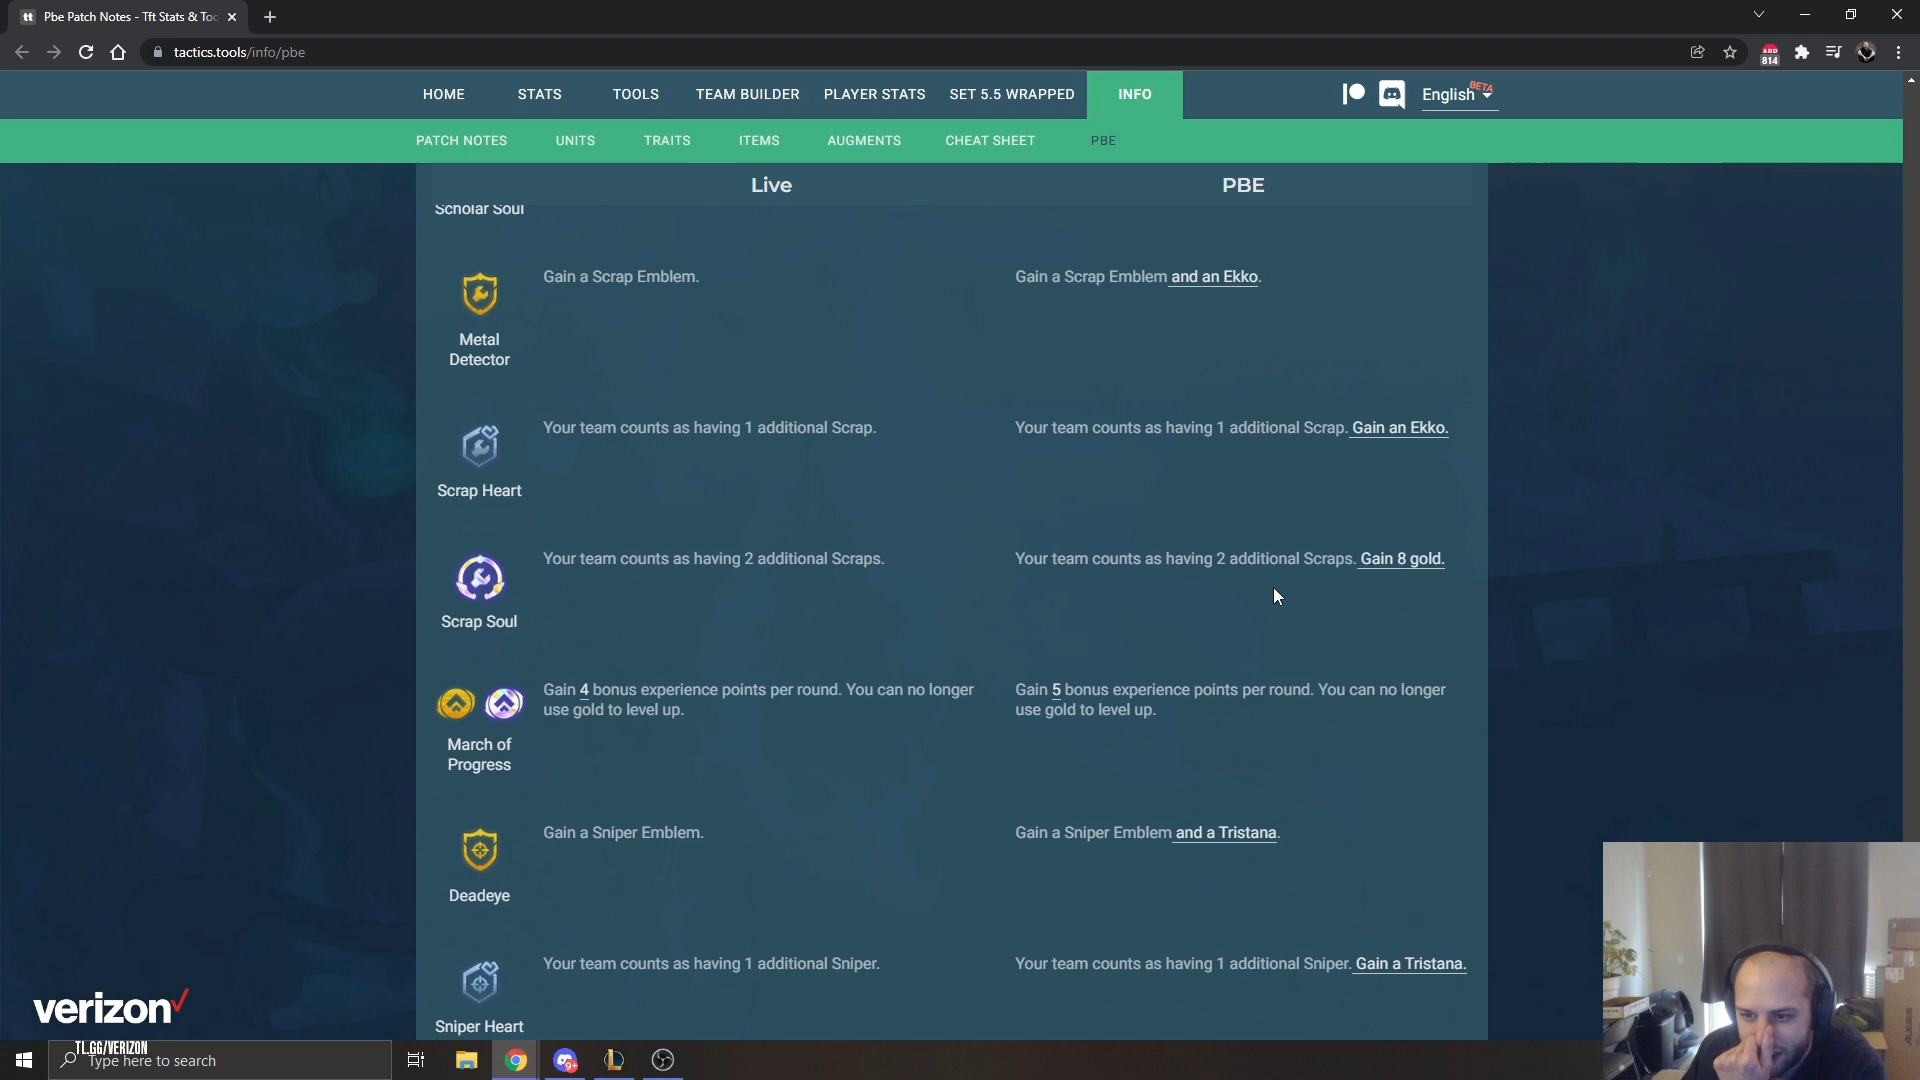 Pbe Patch Notes - Tft Stats & Too
tactics.tools/info/pbe
ABP
814
HOME STATS TOOLS TEAM BUILDER PLAYER STATS SET 5.5 WRAPPED INFO English BETA
PATCH NOTES UNITS TRAITS ITEMS AUGMENTS CHEAT SHEET PBE
Live PBE
Scholar Soul
Gain a Scrap Emblem. Gain a Scrap Emblem and an Ekko.
Metal
Detector
Your team counts as having 1 additional Scrap. Your team counts as having 1 additional Scrap. Gain an Ekko.
Scrap Heart
Your team counts as having 2 additional Scraps. Your team counts as having 2 additional Scraps. Gain 8 gold.
Scrap Soul
Gain 4 bonus experience points per round. You can no longer Gain 5 bonus experience points per round. You can no longer
use gold to level up. use gold to level up.
March of
Progress
Gain a Sniper Emblem. Gain a Sniper Emblem and a Tristana.
Deadeye
Your team counts as having 1 additional Sniper. Your team counts as having 1 additional Sniper. Gain a Tristana.
Sniper Heart
verizon
TL.GG/VERIZON
Type here to search
9+